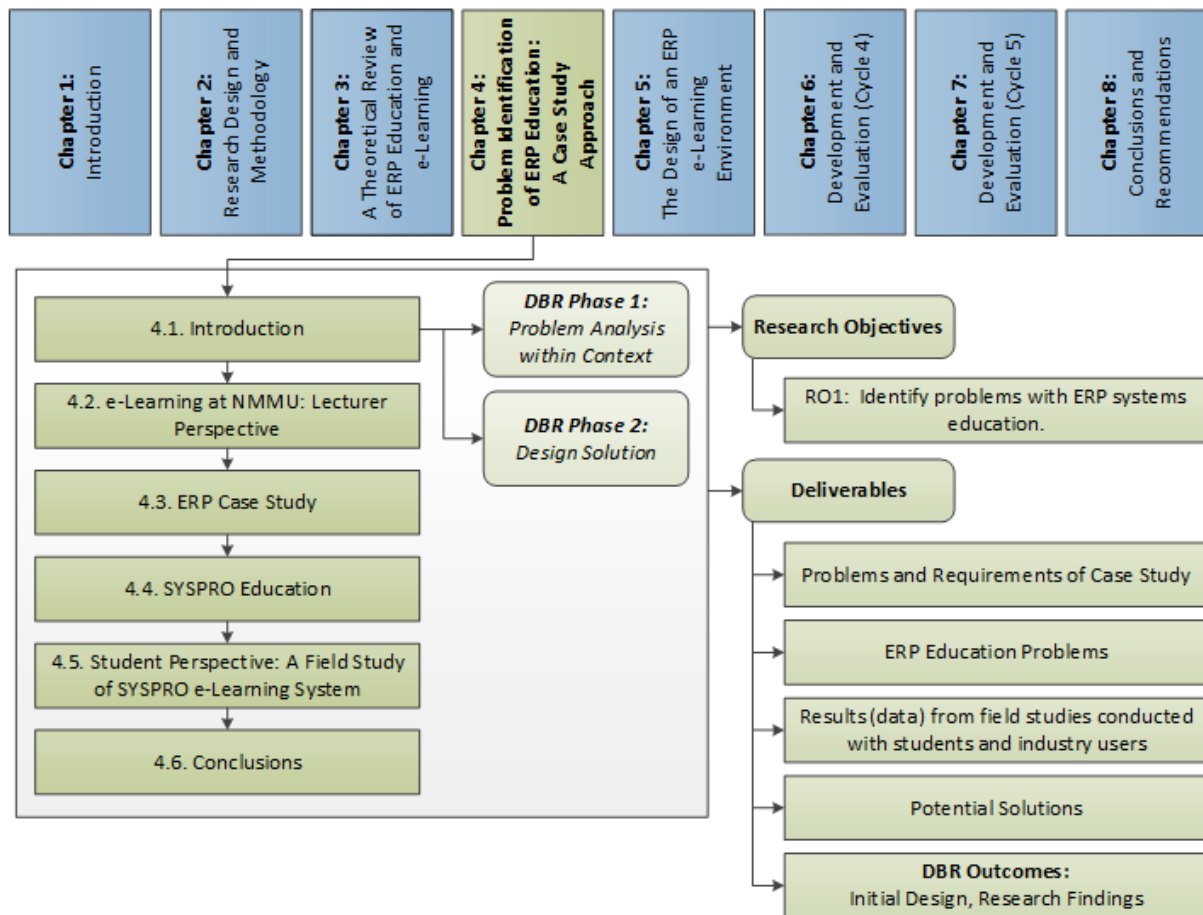 Chapter 1:
Introduction
Chapter 2:
Research Design and
Methodology
Chapter 3:
A Theoretical Review
of ERP Education and
e-Learning
Chapter 4:
Problem Identification
of ERP Education :
A Case Study
Approach
Chapter 5:
The Design of an ERP
e-Learning
Environment
Chapter 6:
Development and
Evaluation (Cycle 4)
Chapter 7:
Development and
Evaluation (Cycle 5)
Chapter 8:
Conclusions and
Recommendations
4.1. Introduction
4.2. e-Learning at NMMU: Lecturer
Perspective
4.3. ERP Case Study
4.4. SYSPRO Education
4.5. Student Perspective: A Field Study
of SYSPRO e-Learning System
4.6. Conclusions
DBR Phase 1:
Problem Analysis
within Context
DBR Phase 2:
Design Solution
Research Objectives
RO1: Identify problems with ERP systems
education.
Deliverables
Problems and Requirements of Case Study
ERP Education Problems
Results (data) from field studies conducted
with students and industry users
Potential Solutions
DBR Outcomes:
Initial Design, Research Findings